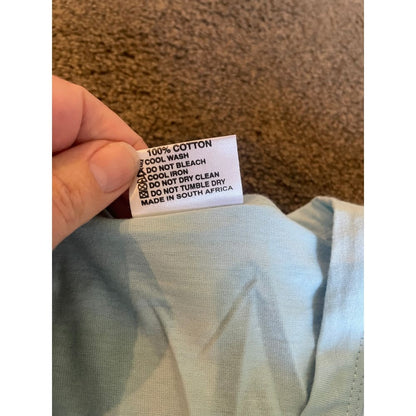 100% COTTON
COOL WASH
DO NOT BLEACH
COOL IRON
DO NOT DRY CLEAN
DO NOT TUMBLE DRY
MADE IN SOUTH AFRICA